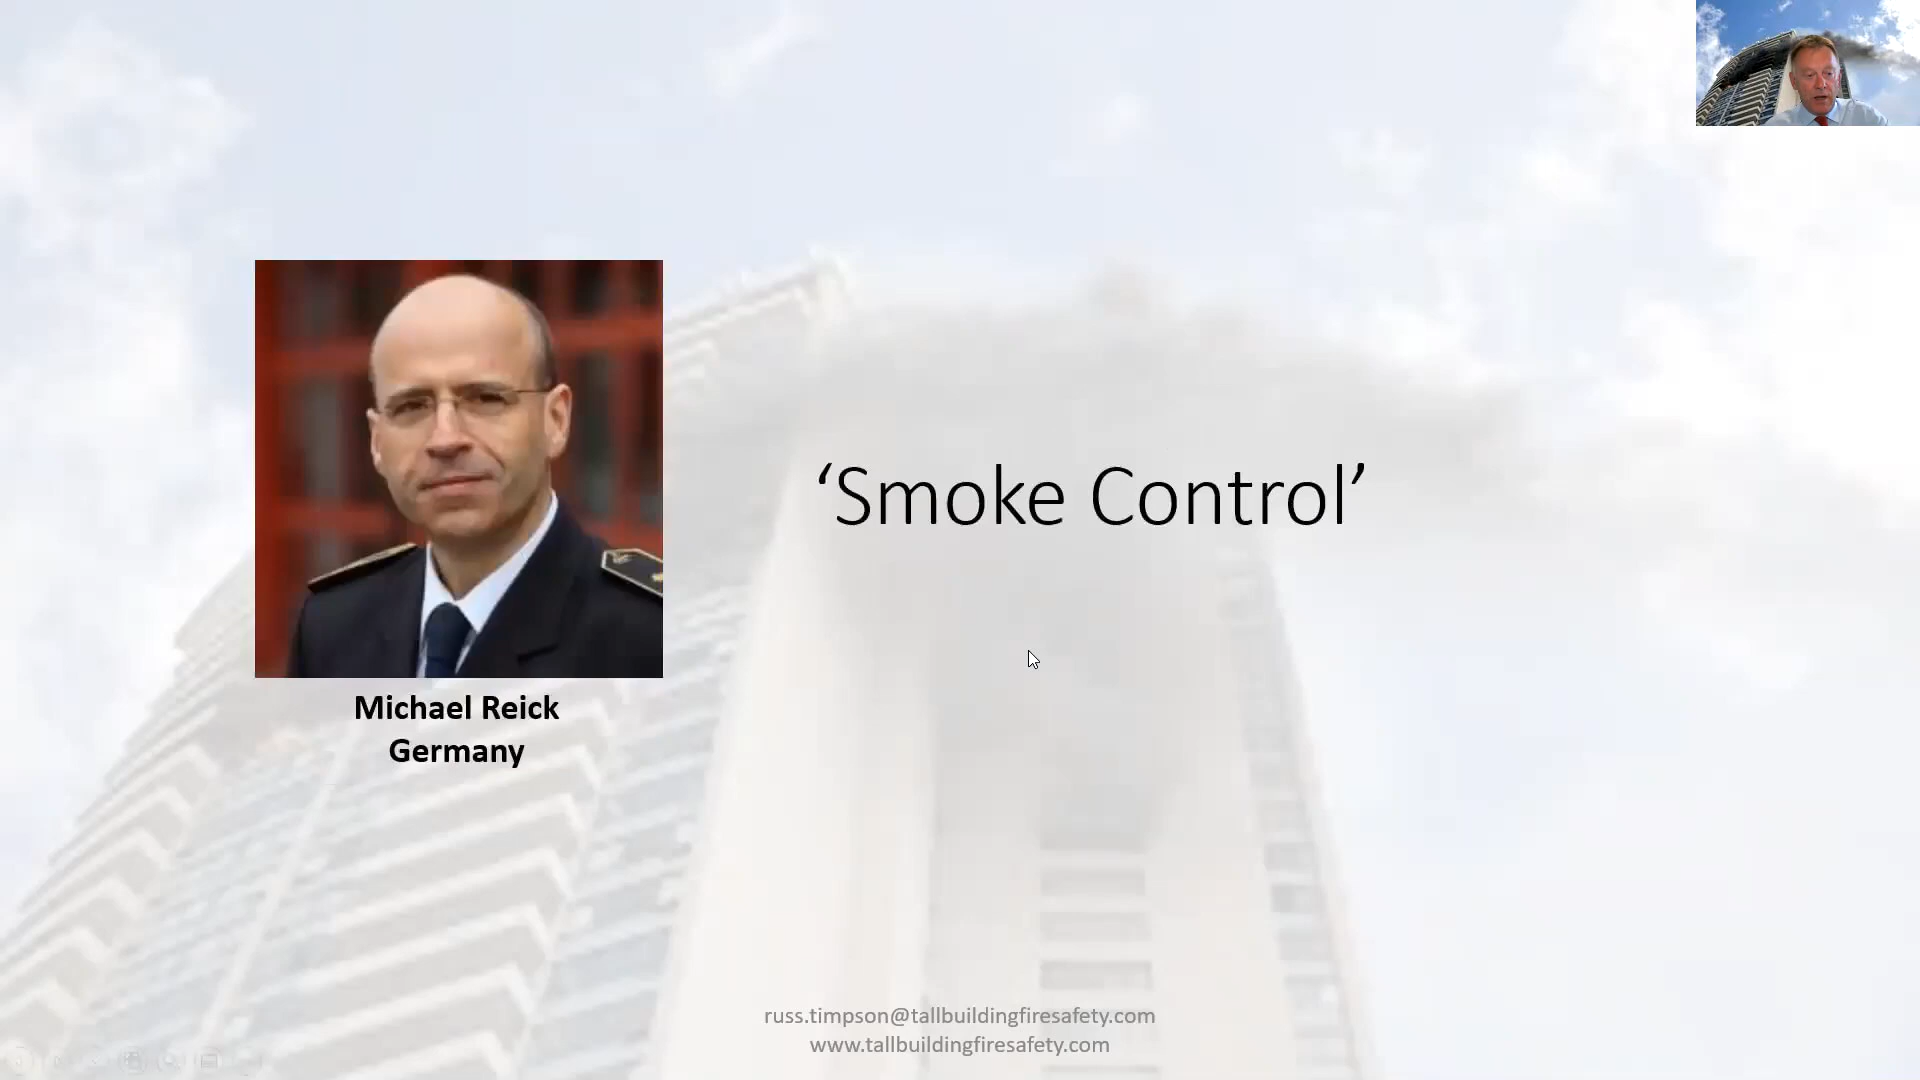 ‘Smoke Control’
Michael Reick
Germany
russ.timpson@tallbuildingfiresafety.com
www.tallbuildingfiresafety.com